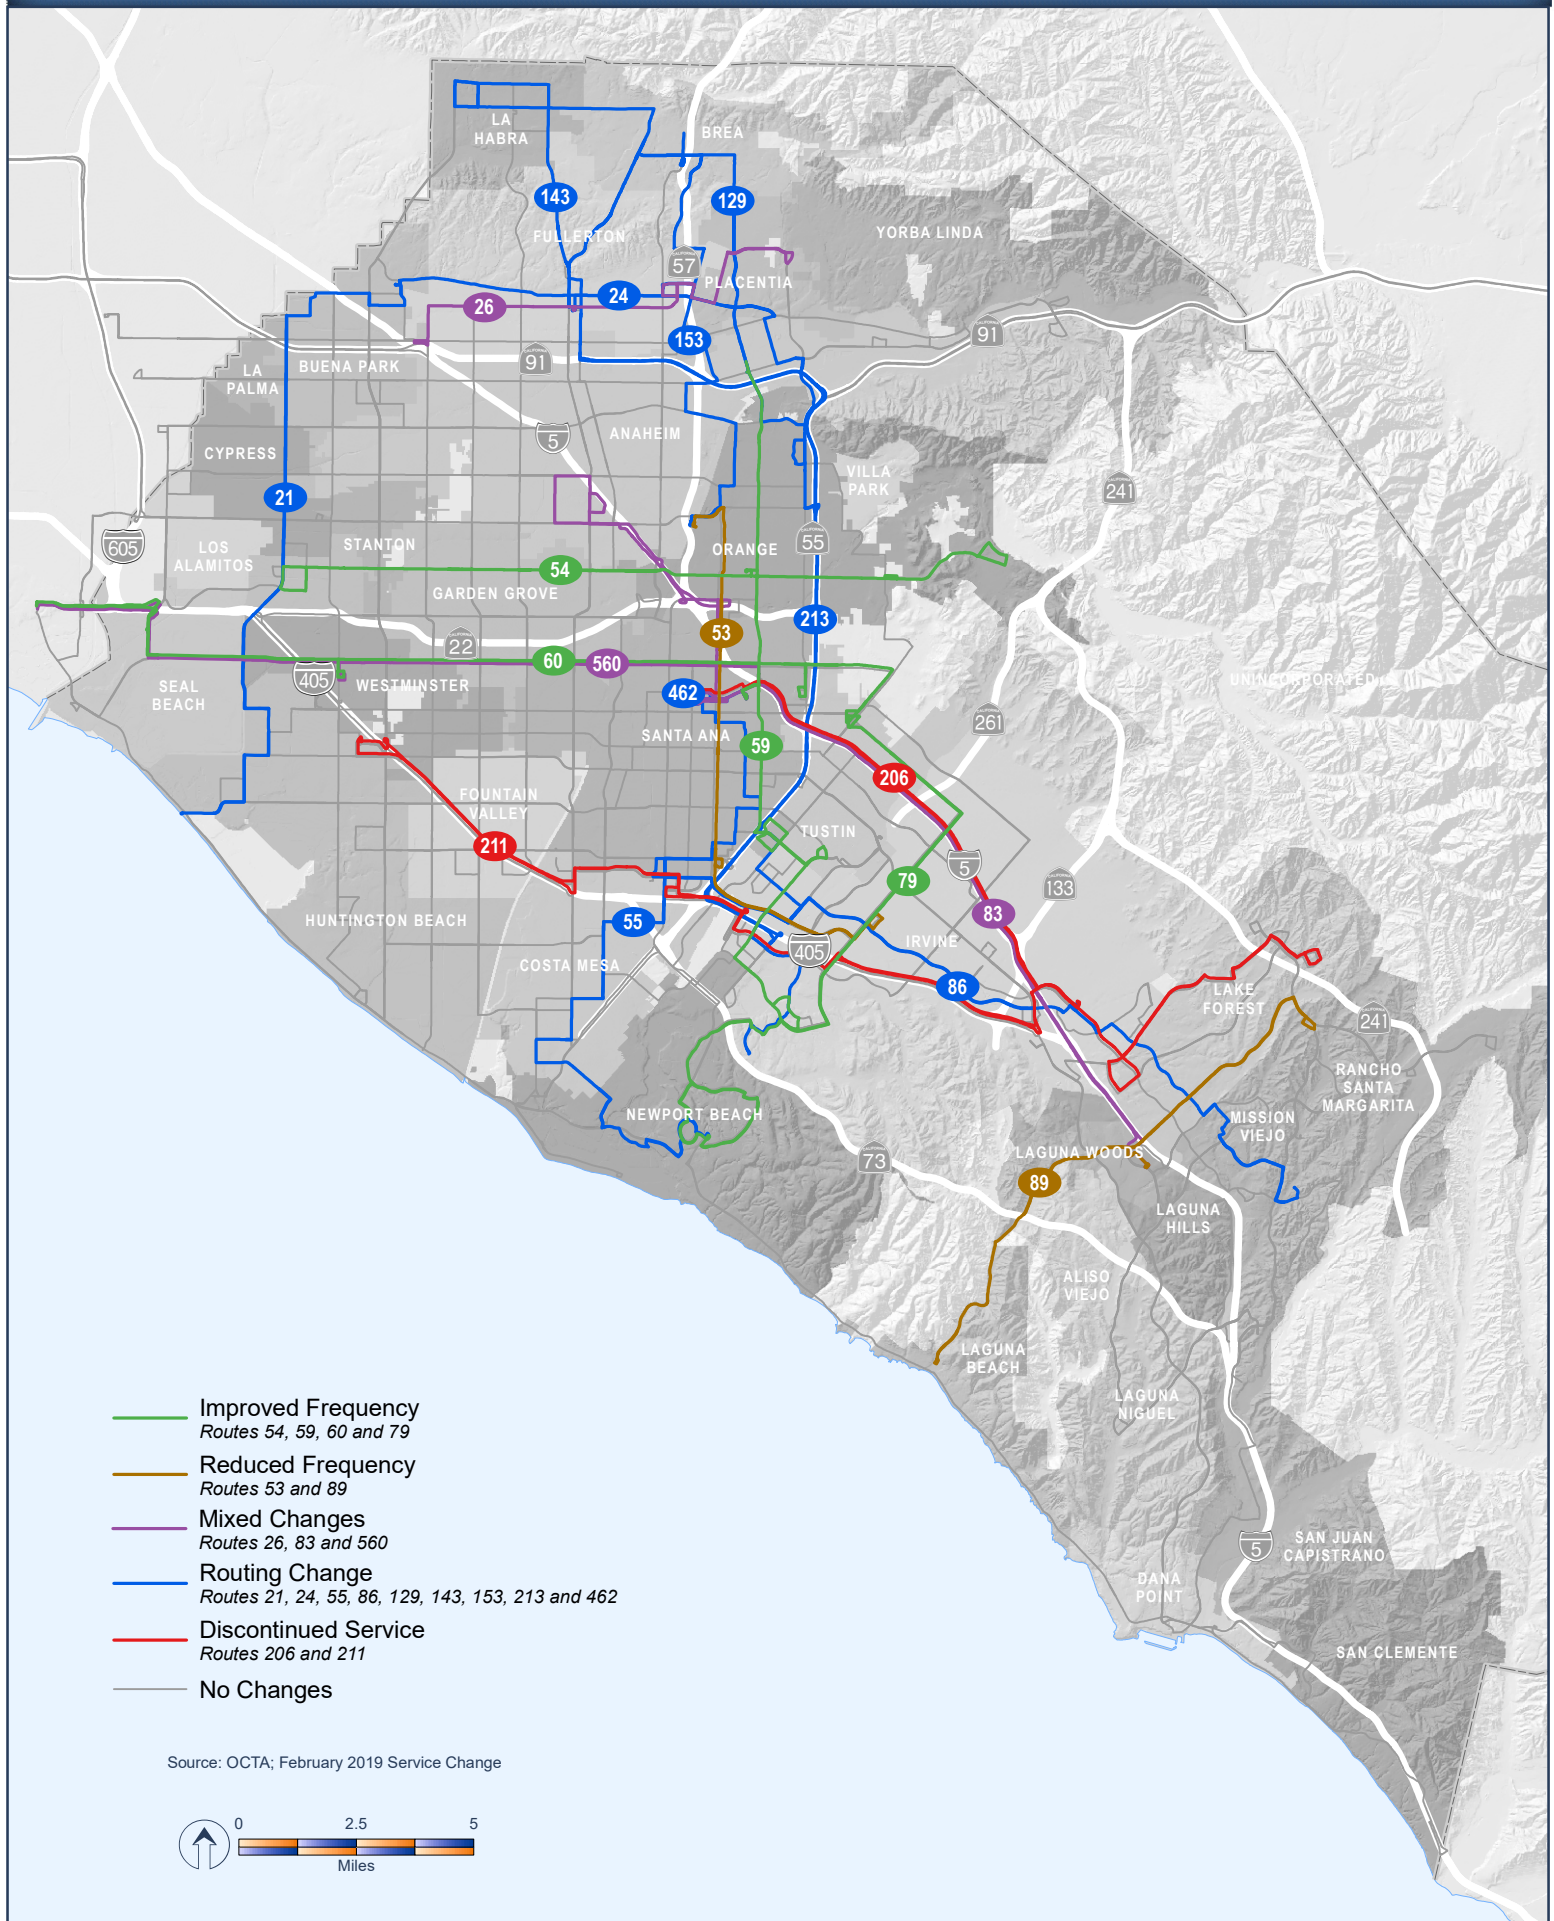 LA
HABRA
BREA
143
129
FULLERTON
YORBA LINDA
57
PLACENTIA
24
26
153
91
91
BUENA PARK
LA
PALMA
ANAHEIM
5
CYPRESS
VILLA
PARK
241
21
605
LOS
ALAMITOS
STANTON
ORANGE
55
54
GARDEN GROVE
213
53
22
60
560
405
WESTMINSTER
SEAL
BEACH
462
UNINCORPORATED
261
SANTA ANA
59
206
FOUNTAIN
VALLEY
TUSTIN
211
5
79
133
83
HUNTINGTON BEACH
55
IRVINE
405
COSTA MESA
86
LAKE
FOREST
241
RANCHO
SANTA
MARGARITA
NEWPORT BEACH
MISSION
VIEJO
73
LAGUNA WOODS
89
LAGUNA
HILLS
ALISO
VIEJO
LAGUNA
BEACH
LAGUNA
NIGUEL
5
SAN JUAN
CAPISTRANO
DANA
POINT
SAN CLEMENTE
Improved Frequency
Routes 54, 59, 60 and 79
Reduced Frequency
Routes 53 and 89
Mixed Changes
Routes 26, 83 and 560
Routing Change
Routes 21, 24, 55, 86, 129, 143, 153, 213 and 462
Discontinued Service
Routes 206 and 211
No Changes
Source: OCTA; February 2019 Service Change
0 2.5 5
Miles